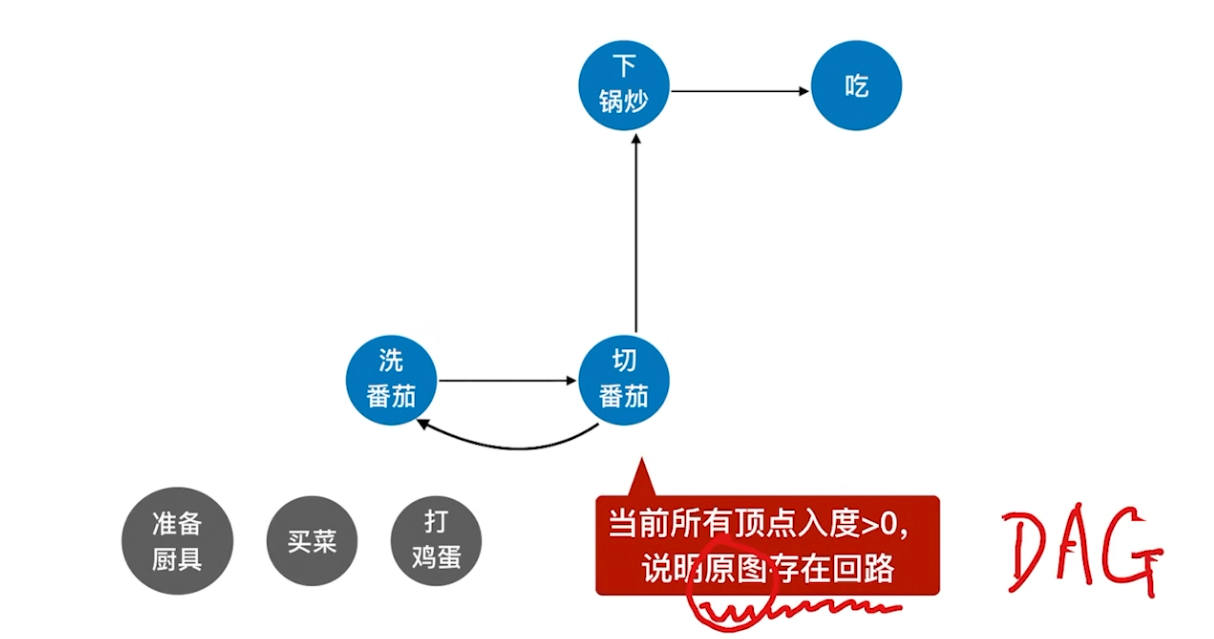 下
锅炒
吃
洗
番茄
切
番茄
准备
厨具
买菜
打
鸡蛋
当前所有顶点入度>0，
说明原图存在回路
DAG